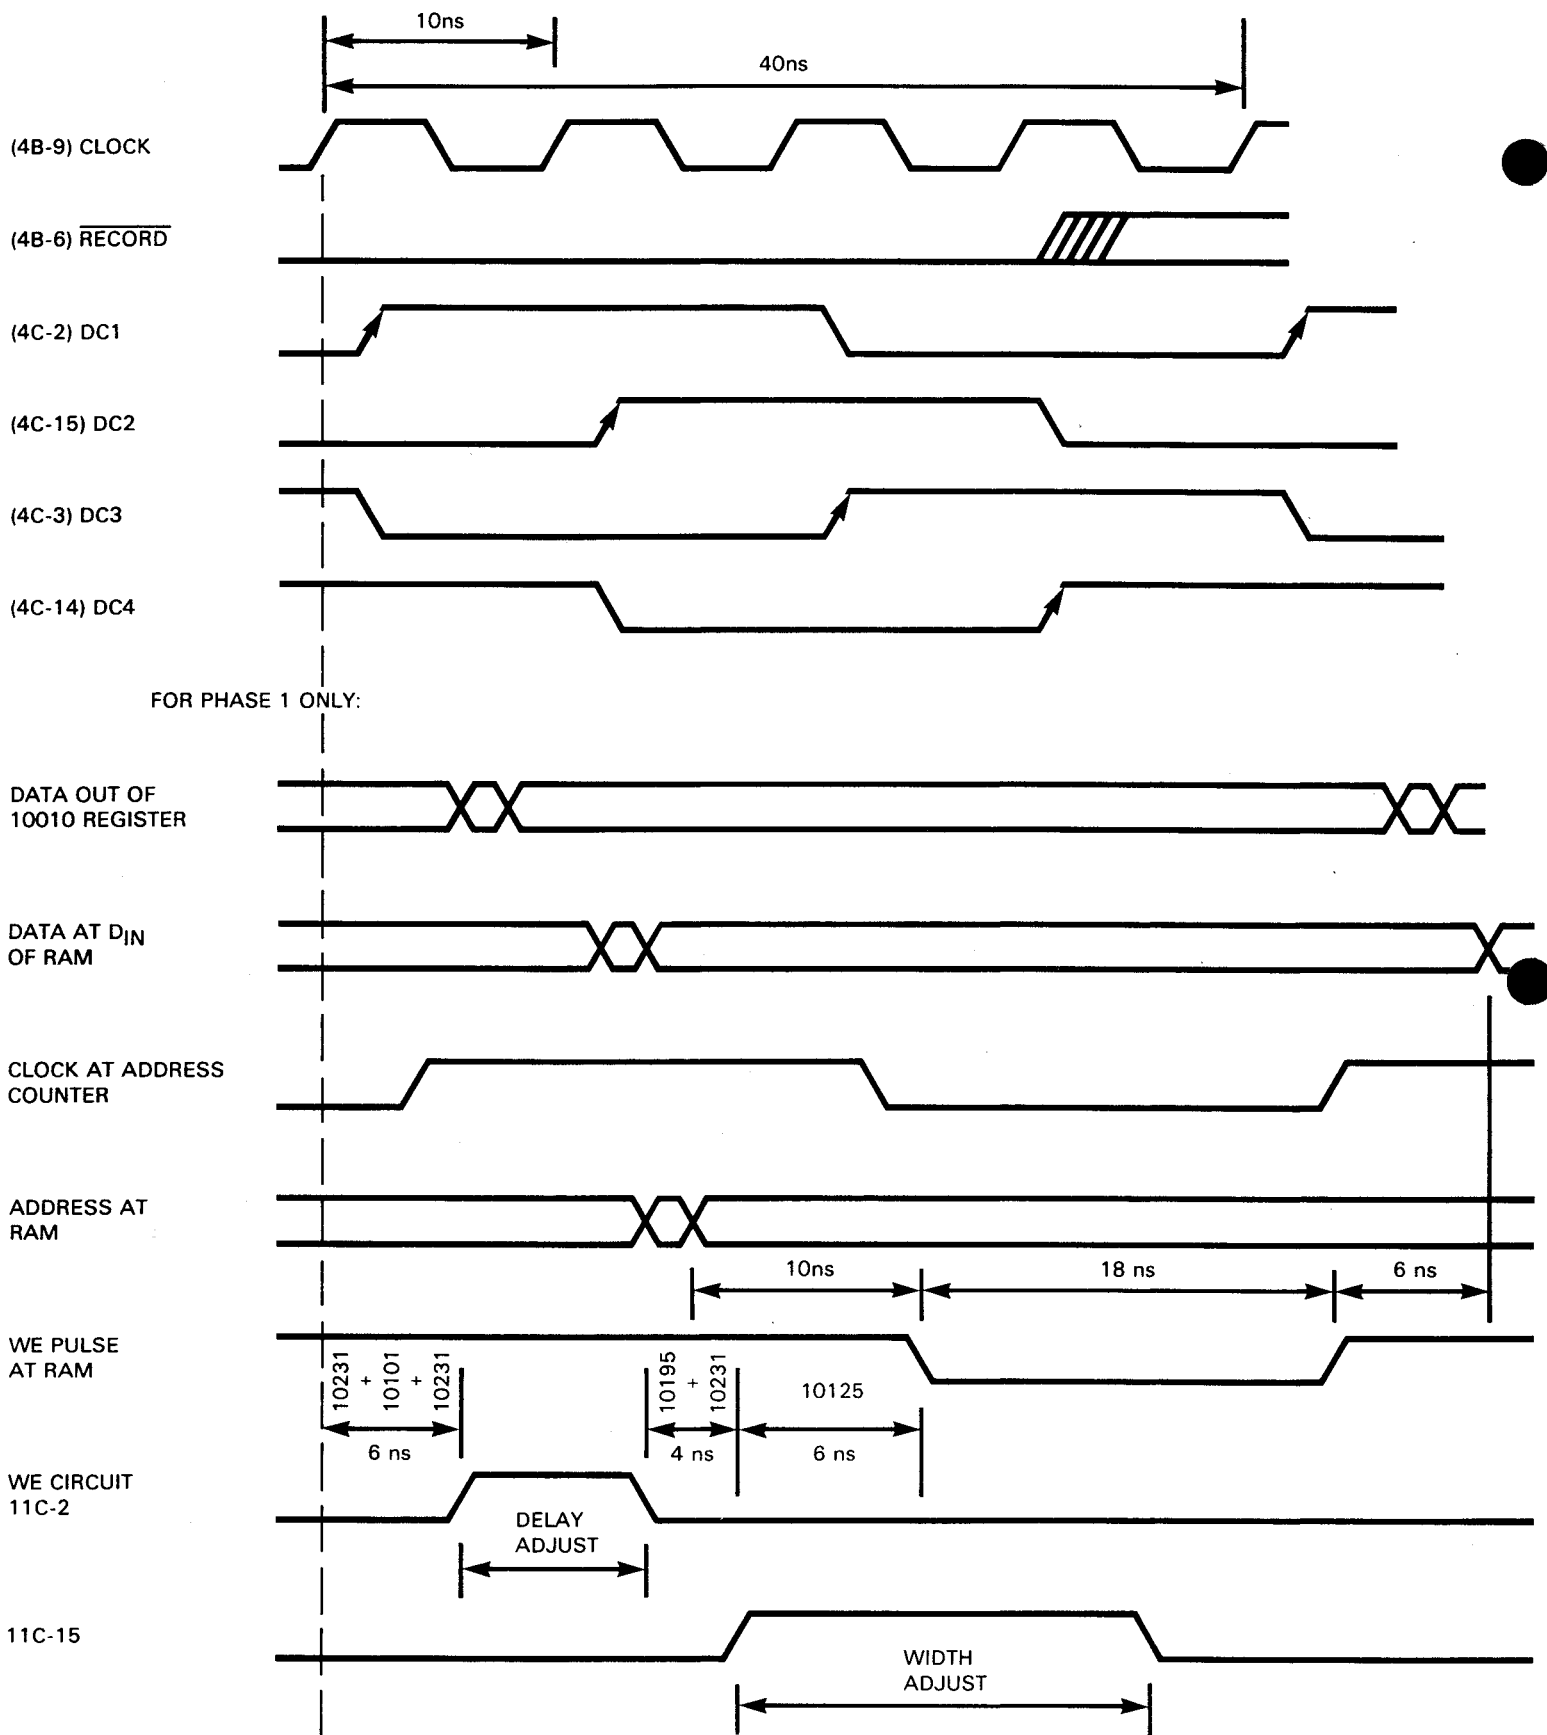 10ns
40ns
(4B-9) CLOCK
(4B-6) RECORD
(4C-2) DC1
(4C-15) DC2
(4C-3) DC3
(4C-14) DC4
FOR PHASE 1 ONLY:
DATA OUT OF
10010 REGISTER
DATA AT DIN
OF RAM
CLOCK AT ADDRESS
COUNTER
ADDRESS AT
RAM
10ns
18 ns
6 ns
WE PULSE
AT RAM
10231
+
10101
+
10231
10195
+
10231
10125
6 ns
4 ns
6 ns
WE CIRCUIT
11C-2
DELAY
ADJUST
11C-15
WIDTH
ADJUST